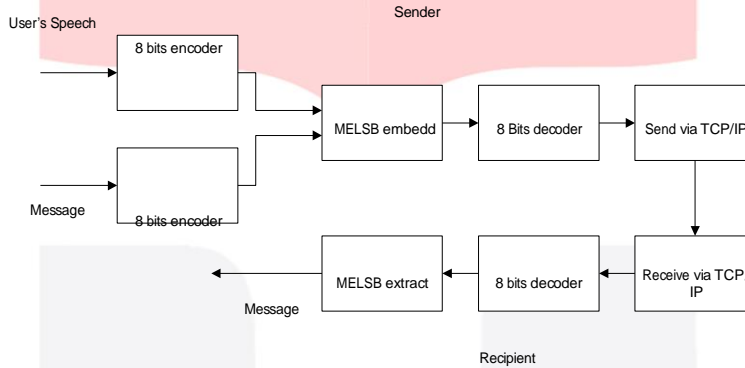 Sender
User's Speech
8 bits encoder
MELSB embedd
8 Bits decoder
Send via TCP/IP
Message
8 bits encoder
MELSB extract
8 bits decoder
Receive via TCP/
IP
Message
Recipient